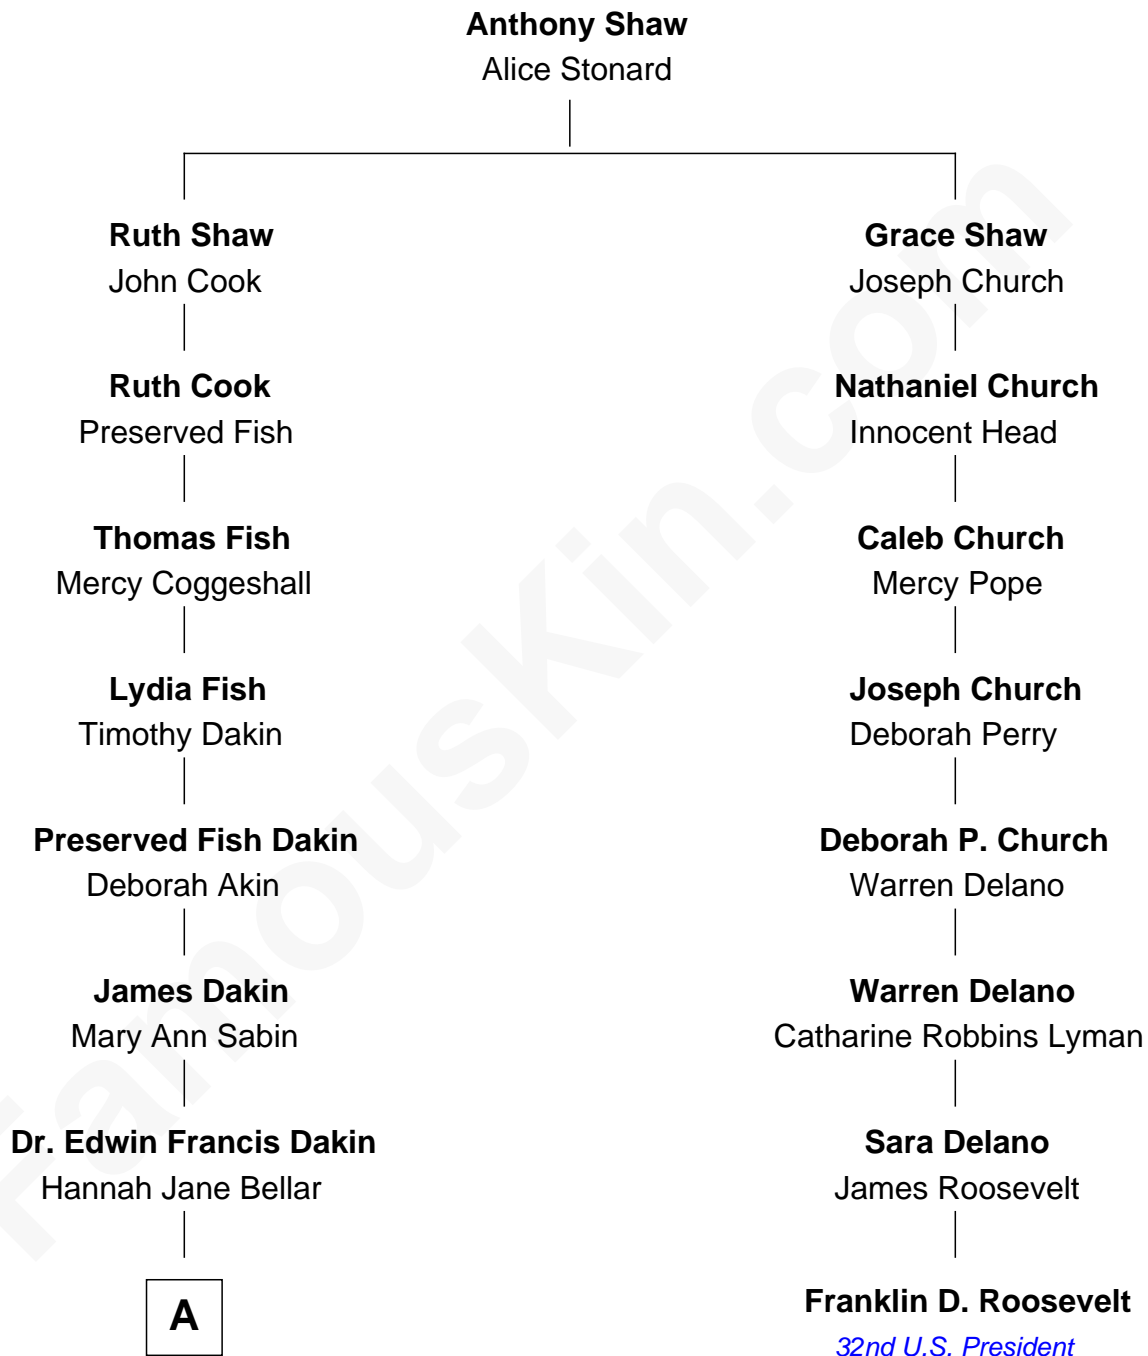 Anthony Shaw
Alice Stonard
Ruth Shaw
John Cook
Grace Shaw
Joseph Church
Ruth Cook
Preserved Fish
Nathaniel Church
Innocent Head
Thomas Fish
Mercy Coggeshall
Caleb Church
Mercy Pope
Lydia Fish
Timothy Dakin
Joseph Church
Deborah Perry
Preserved Fish Dakin
Deborah Akin
Deborah P. Church
Warren Delano
James Dakin
Mary Ann Sabin
Warren Delano
Catharine Robbins Lyman
Dr. Edwin Francis Dakin
Hannah Jane Bellar
Sara Delano
James Roosevelt
A
Franklin D. Roosevelt
32nd U.S. President
FamousKin.com